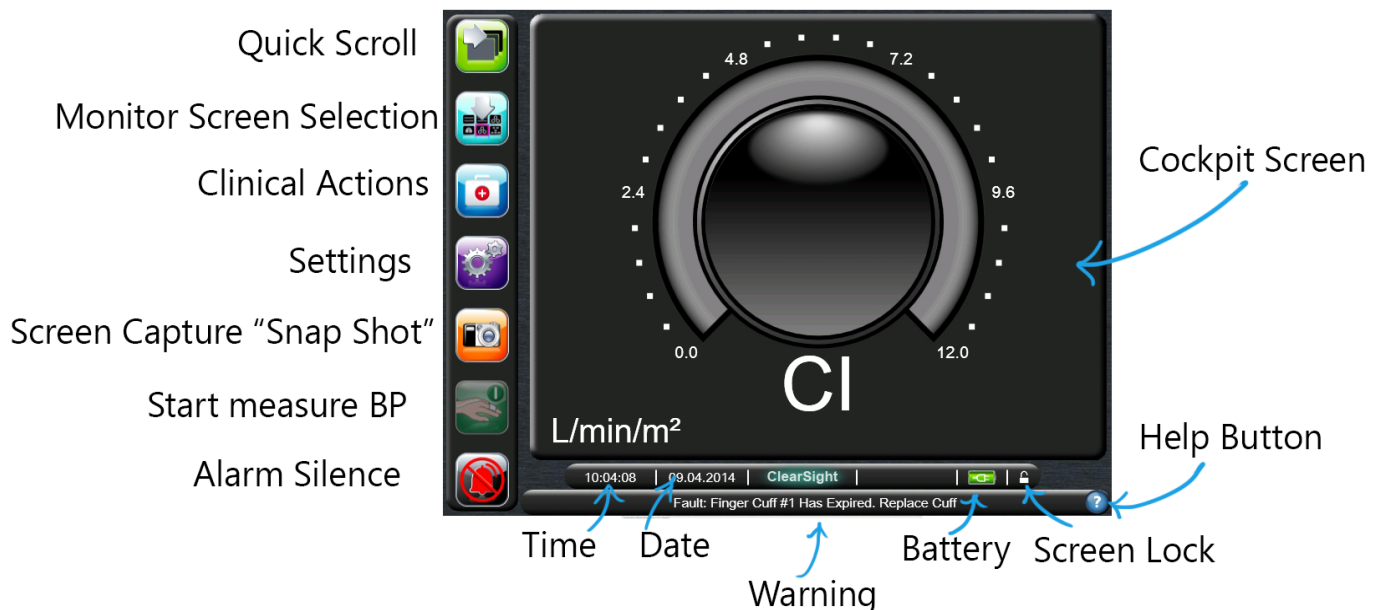 Quick Scroll
Monitor Screen Selection
Clinical Actions
Settings
Screen Capture “Snap Shot”
Start measure BP
Alarm Silence
4.8
7.2
2.4
9.6
0.0
12.0
CI
L/min/m²
Cockpit Screen
Help Button
10:04:08 | 09.04.2014 | ClearSight
Fault: Finger Cuff #1 Has Expired. Replace Cuff
?
Time
Date
Warning
Battery
Screen Lock